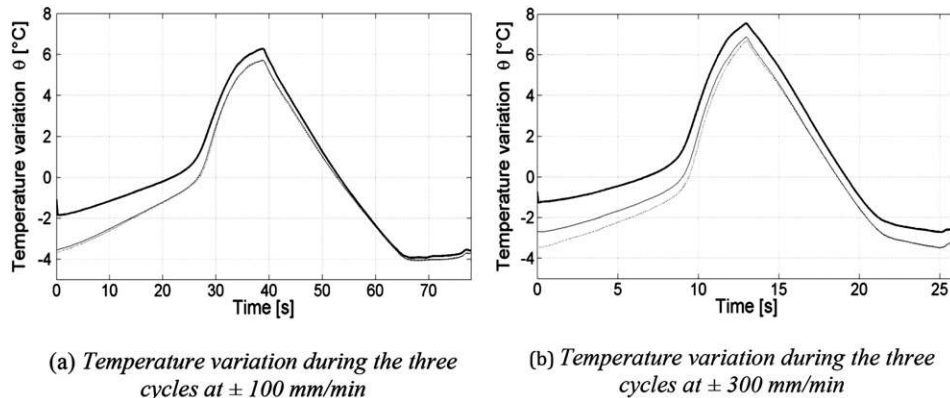 8
6
4
2
0
-2
-4
0 10 20 30 40 50 60 70
Temperature variation θ [°C]
Time [s]
(a) Temperature variation during the three
cycles at ± 100 mm/min
8
6
4
2
0
-2
-4
0 5 10 15 20 25
Temperature variation θ [°C]
Time [s]
(b) Temperature variation during the three
cycles at ± 300 mm/min